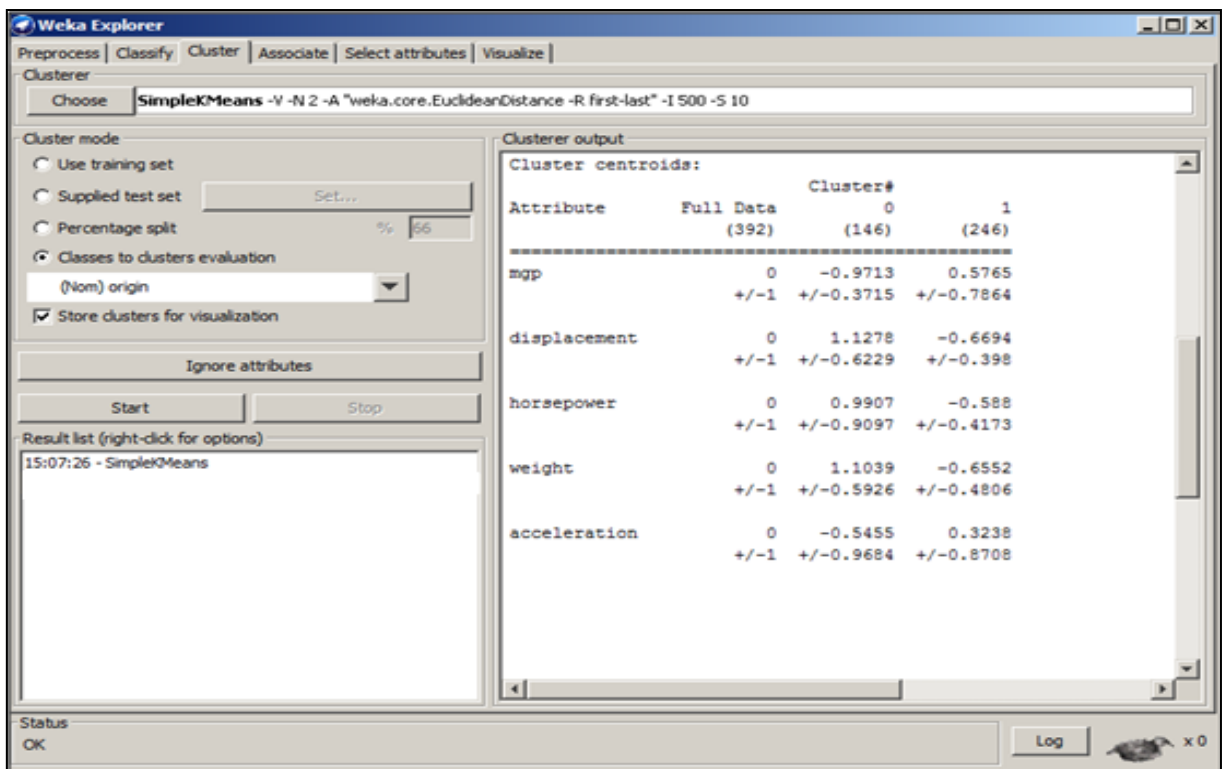 Weka Explorer
Preprocess Classify Cluster Associate Select attributes Visualize
Clusterer
Choose SimpleKMeans -V -N 2 -A "weka.core.EuclideanDistance -R first-last" -I 500 -S 10
Cluster mode
Use training set
Supplied test set Set...
Percentage split % 66
Classes to clusters evaluation
(Nom) origin
Store clusters for visualization
Ignore attributes
Start Stop
Result list (right-click for options)
15:07:26 - SimpleKMeans
Clusterer output
Cluster centroids:
Cluster#
Attribute Full Data 0 1
(392) (146) (246)
==================================================
mgp 0 -0.9713 0.5765
+/-1 +/-0.3715 +/-0.7864
displacement 0 1.1278 -0.6694
+/-1 +/-0.6229 +/-0.398
horsepower 0 0.9907 -0.588
+/-1 +/-0.9097 +/-0.4173
weight 0 1.1039 -0.6552
+/-1 +/-0.5926 +/-0.4806
acceleration 0 -0.5455 0.3238
+/-1 +/-0.9684 +/-0.8708
Status
OK
Log x 0